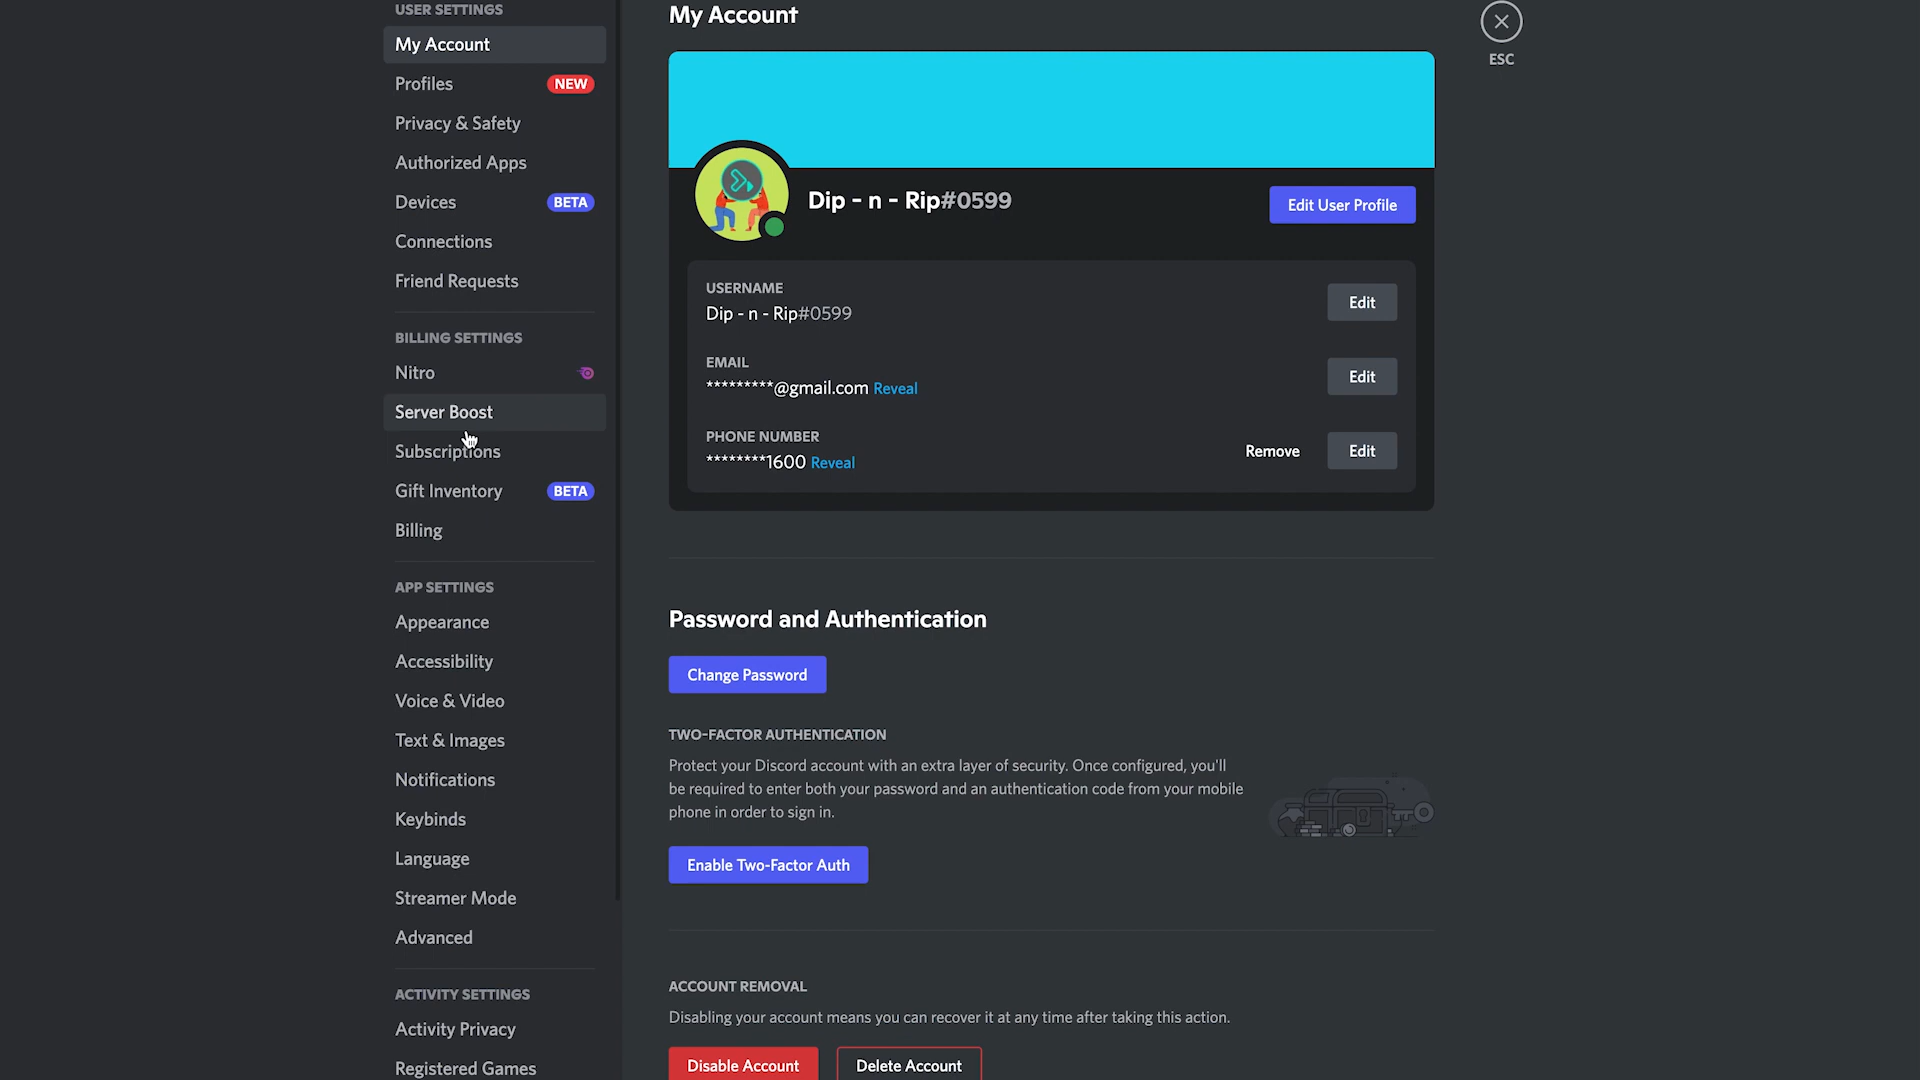 USER SETTINGS
My Account
Profiles NEW
Privacy & Safety
Authorized Apps
Devices BETA
Connections
Friend Requests
BILLING SETTINGS
Nitro
Server Boost
Subscriptions
Gift Inventory BETA
Billing
APP SETTINGS
Appearance
Accessibility
Voice & Video
Text & Images
Notifications
Keybinds
Language
Streamer Mode
Advanced
ACTIVITY SETTINGS
Activity Privacy
Registered Games
My Account
ESC
Dip - n - Rip#0599
Edit User Profile
USERNAME
Dip - n - Rip#0599
Edit
EMAIL
*********@gmail.com Reveal
Edit
PHONE NUMBER
********1600 Reveal
Remove
Edit
Password and Authentication
Change Password
TWO-FACTOR AUTHENTICATION
Protect your Discord account with an extra layer of security. Once configured, you'll
be required to enter both your password and an authentication code from your mobile
phone in order to sign in.
Enable Two-Factor Auth
ACCOUNT REMOVAL
Disabling your account means you can recover it at any time after taking this action.
Disable Account
Delete Account